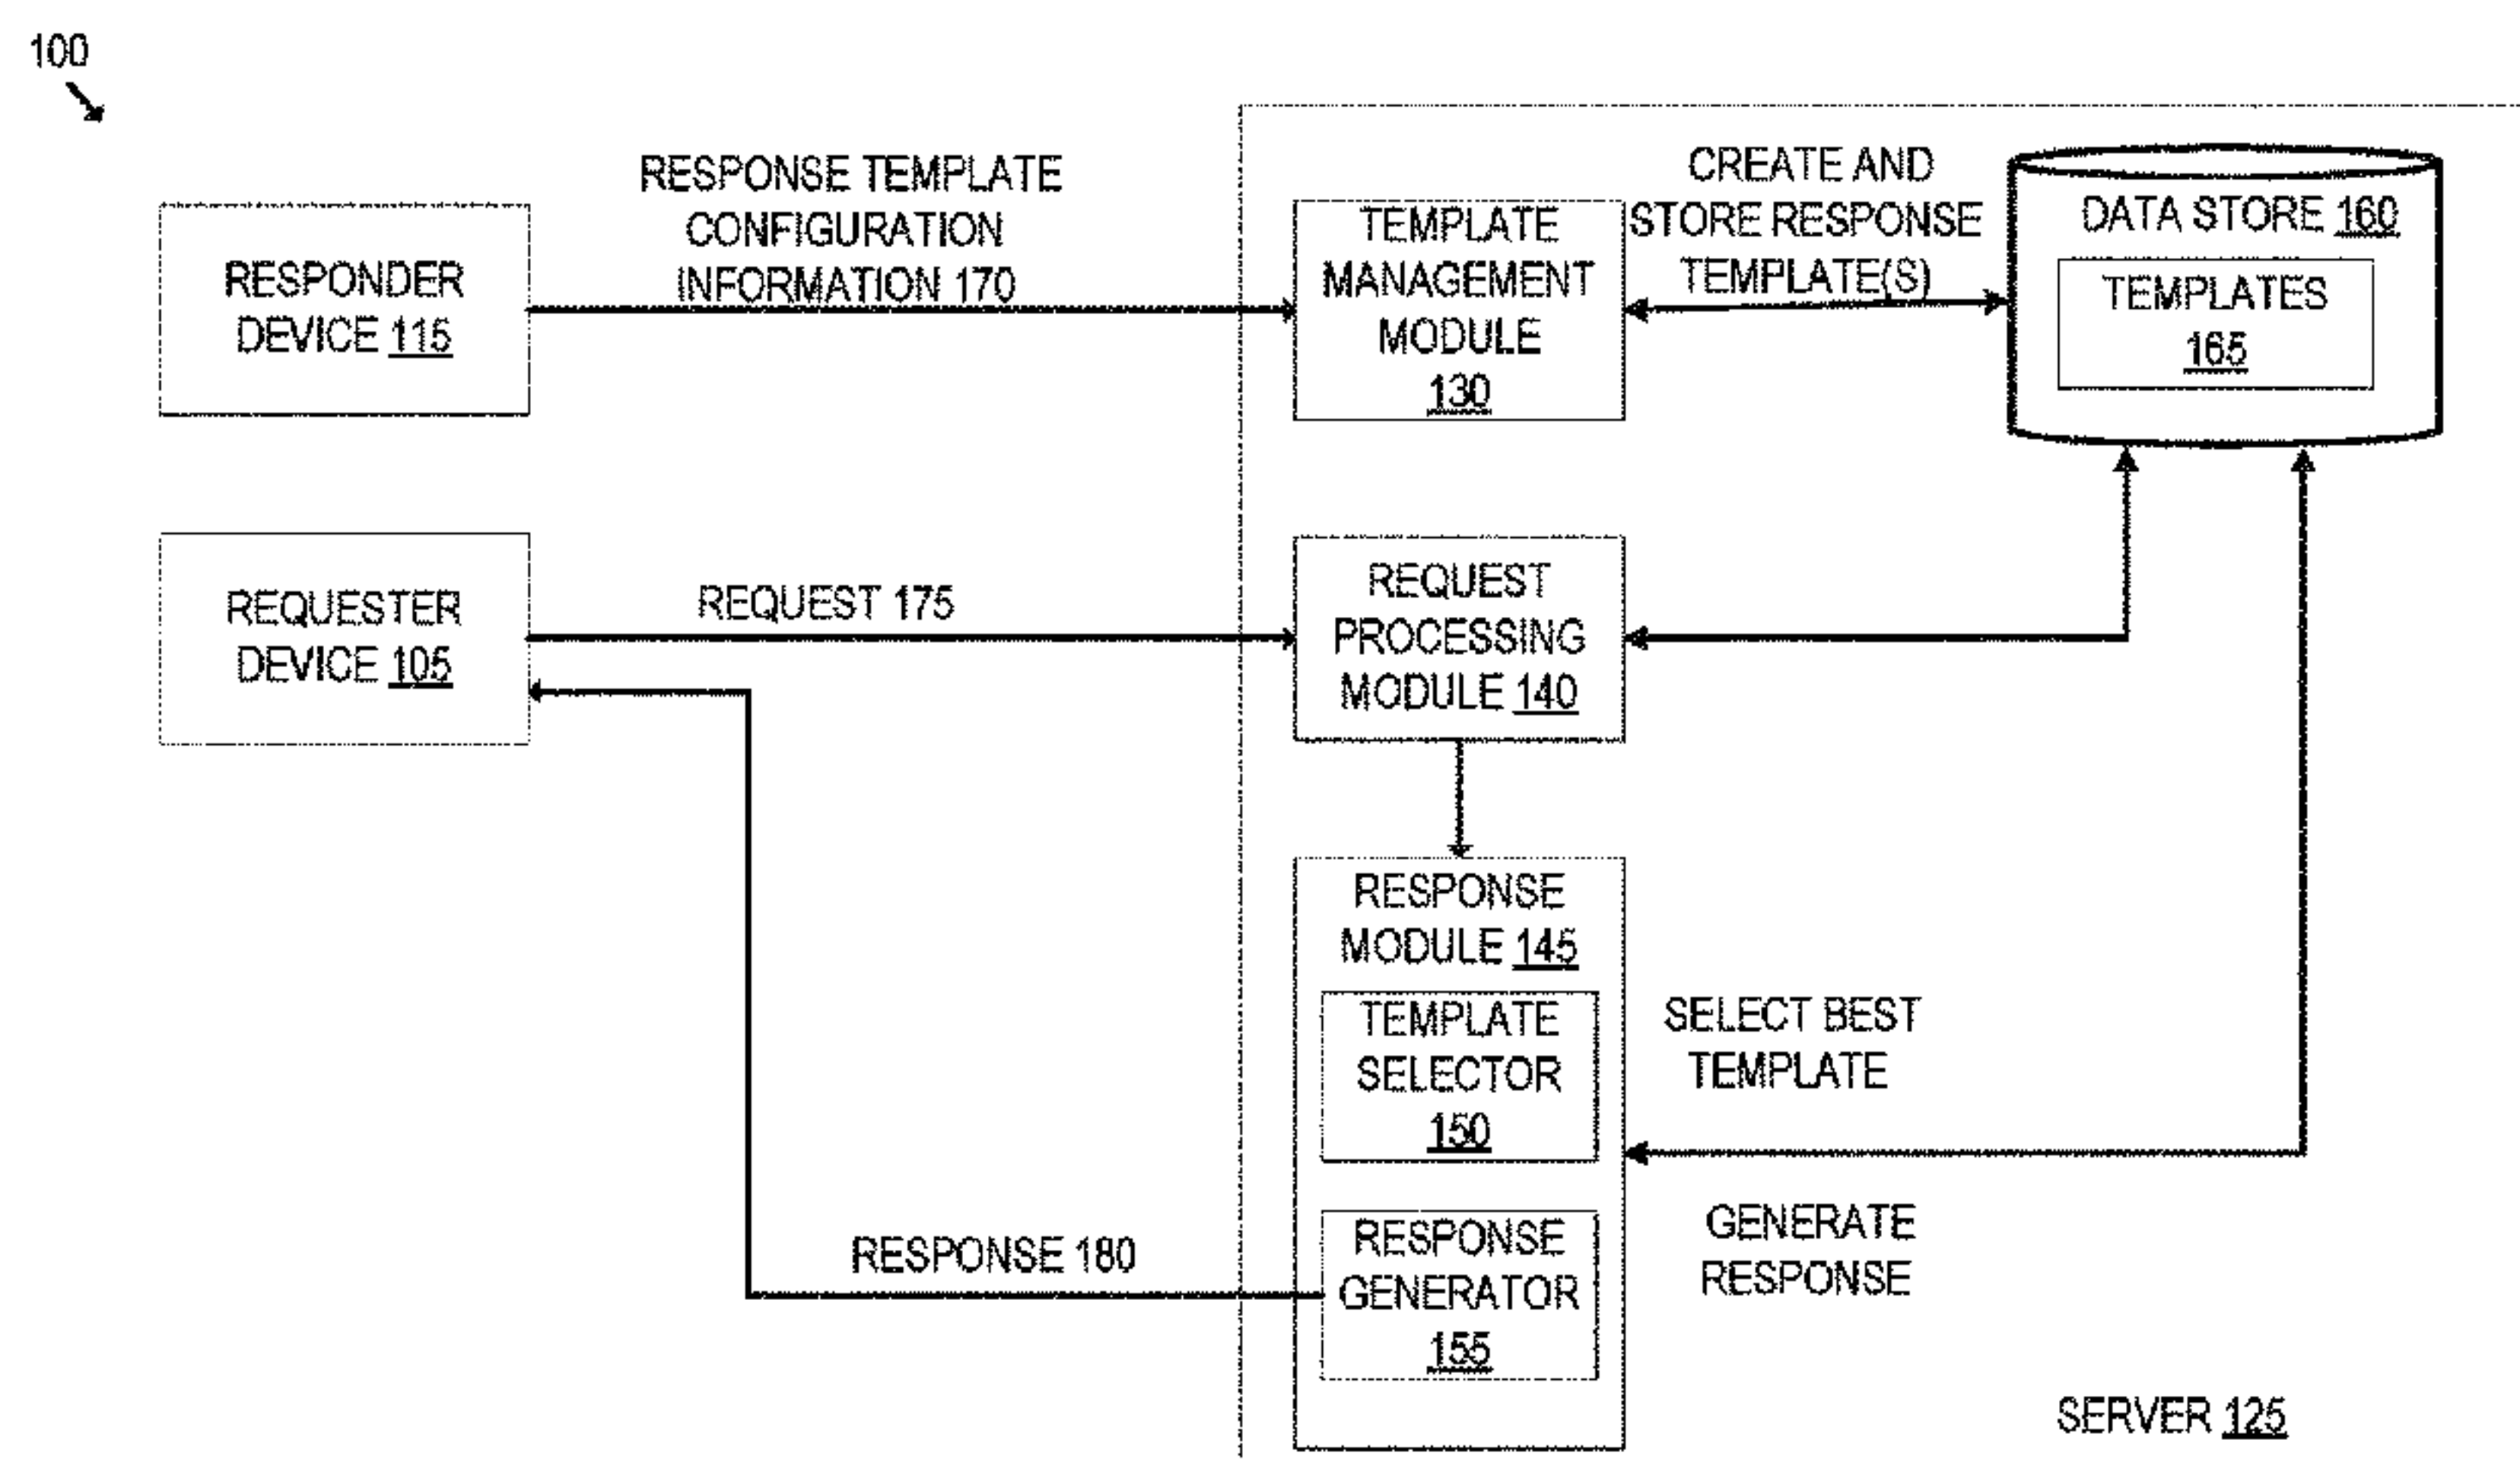 100
RESPONSE TEMPLATE
CONFIGURATION
INFORMATION 170
RESPONDER
DEVICE 115
TEMPLATE
MANAGEMENT
MODULE
130
CREATE AND
STORE RESPONSE
TEMPLATE(S)
DATA STORE 160
TEMPLATES
165
REQUESTER
DEVICE 105
REQUEST 175
REQUEST
PROCESSING
MODULE 140
RESPONSE
MODULE 145
TEMPLATE
SELECTOR
150
SELECT BEST
TEMPLATE
RESPONSE 180
RESPONSE
GENERATOR
155
GENERATE
RESPONSE
SERVER 125